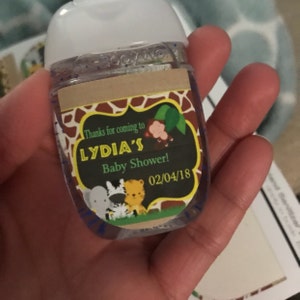 Thanks for coming to
LYDIA'S
Baby Shower!
02/04/18